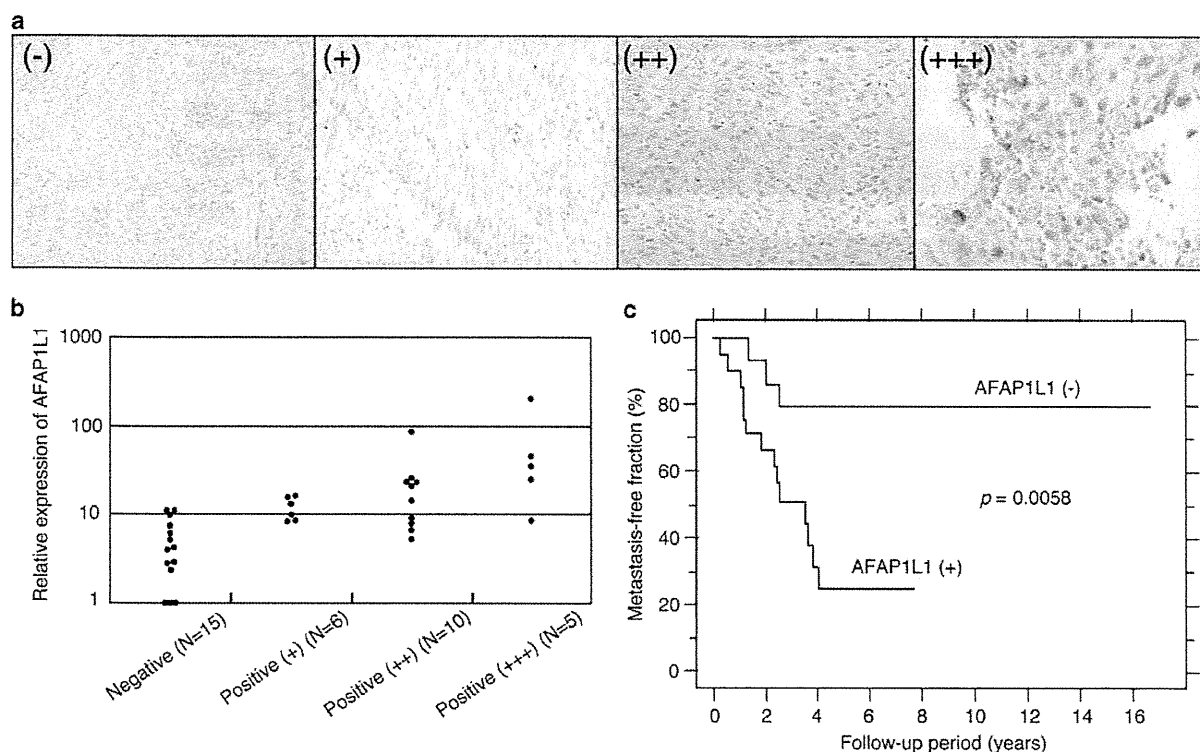 a
(-)
(+)
(++)
(+++)
b
Relative expression of AFAP1L1
1000
100
10
1
Negative (N=15)
Positive (+) (N=6)
Positive (++) (N=10)
Positive (+++) (N=5)
c
Metastasis-free fraction (%)
100
80
60
40
20
0
AFAP1L1 (-)
p = 0.0058
AFAP1L1 (+)
0 2 4 6 8 10 12 14 16
Follow-up period (years)